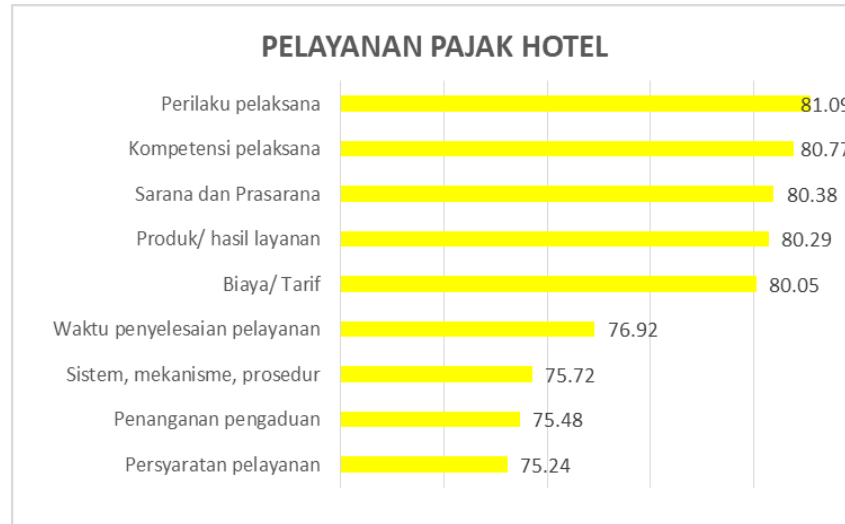 PELAYANAN PAJAK HOTEL
Perilaku pelaksana 81.09
Kompetensi pelaksana 80.77
Sarana dan Prasarana 80.38
Produk/ hasil layanan 80.29
Biaya/ Tarif 80.05
Waktu penyelesaian pelayanan 76.92
Sistem, mekanisme, prosedur 75.72
Penanganan pengaduan 75.48
Persyaratan pelayanan 75.24